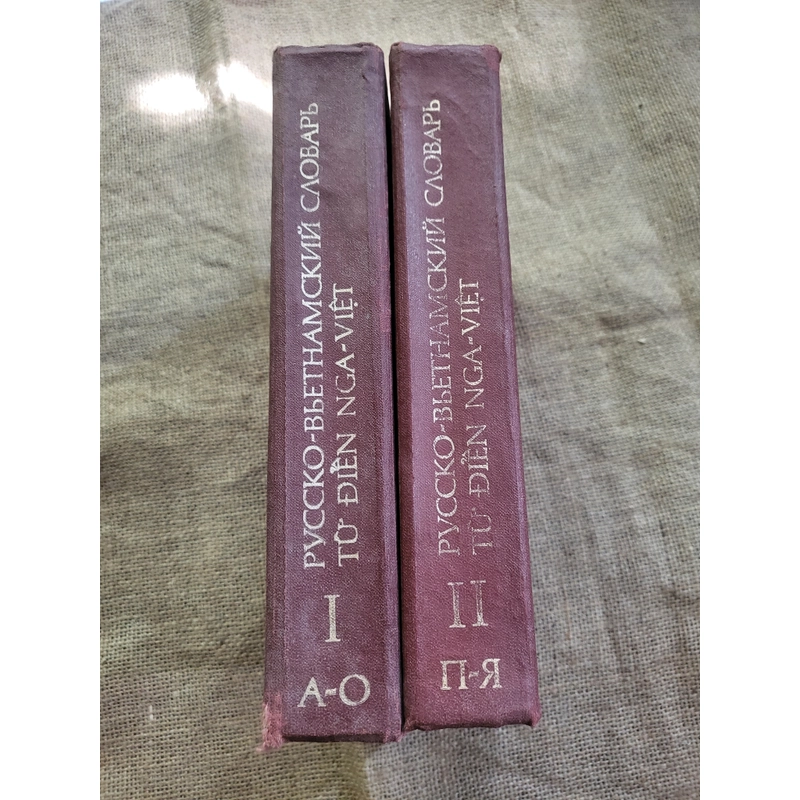 РУССКО-ВЬЕТНАМСКИЙ СЛОВАРЬ
TỪ ĐIỂN NGA-VIỆT
I
А-О
РУССКО-ВЬЕТНАМСКИЙ СЛОВАРЬ
TỪ ĐIỂN NGA-VIỆT
II
П-Я